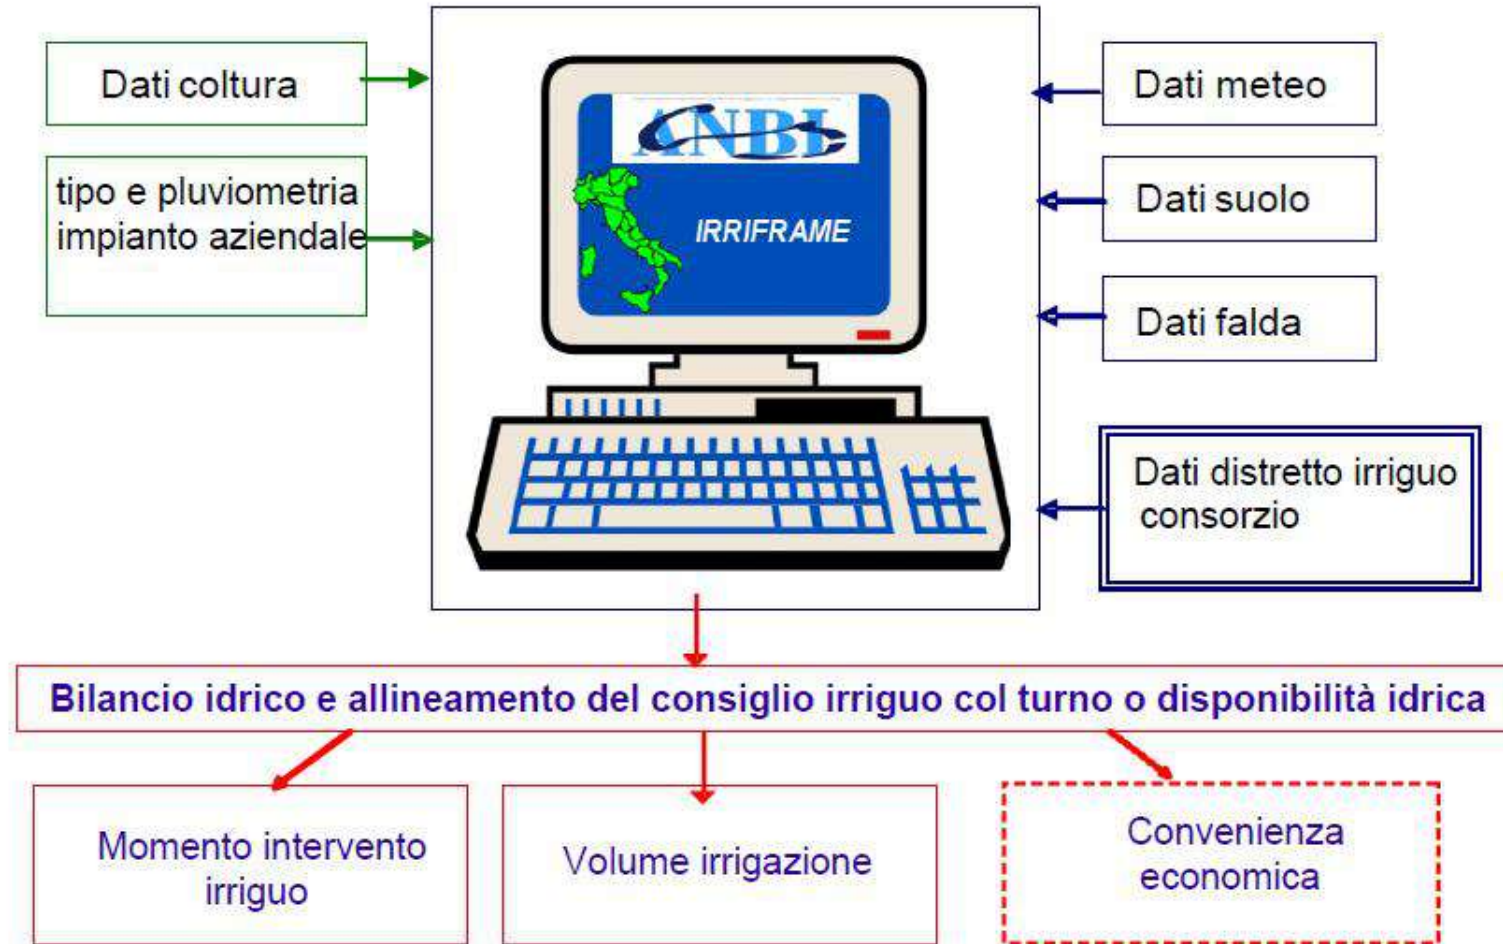 Dati coltura
tipo e pluviometria
impianto aziendale
ANBI
IRRIFRAME
Dati meteo
Dati suolo
Dati falda
Dati distretto irriguo
consorzio
Bilancio idrico e allineamento del consiglio irriguo col turno o disponibilità idrica
Momento intervento
irriguo
Volume irrigazione
Convenienza
economica